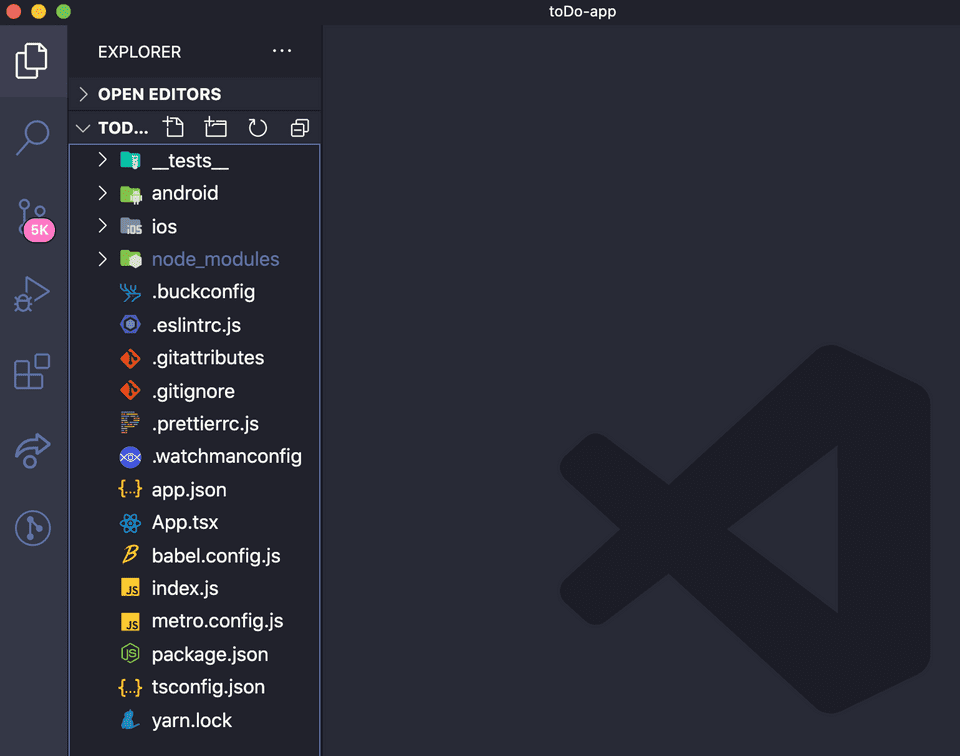 toDo-app
EXPLORER
OPEN EDITORS
TOD...
__tests__
android
ios
node_modules
5K
.buckconfig
.eslintrc.js
.gitattributes
.gitignore
.prettierrc.js
.watchmanconfig
app.json
App.tsx
babel.config.js
index.js
metro.config.js
package.json
tsconfig.json
yarn.lock